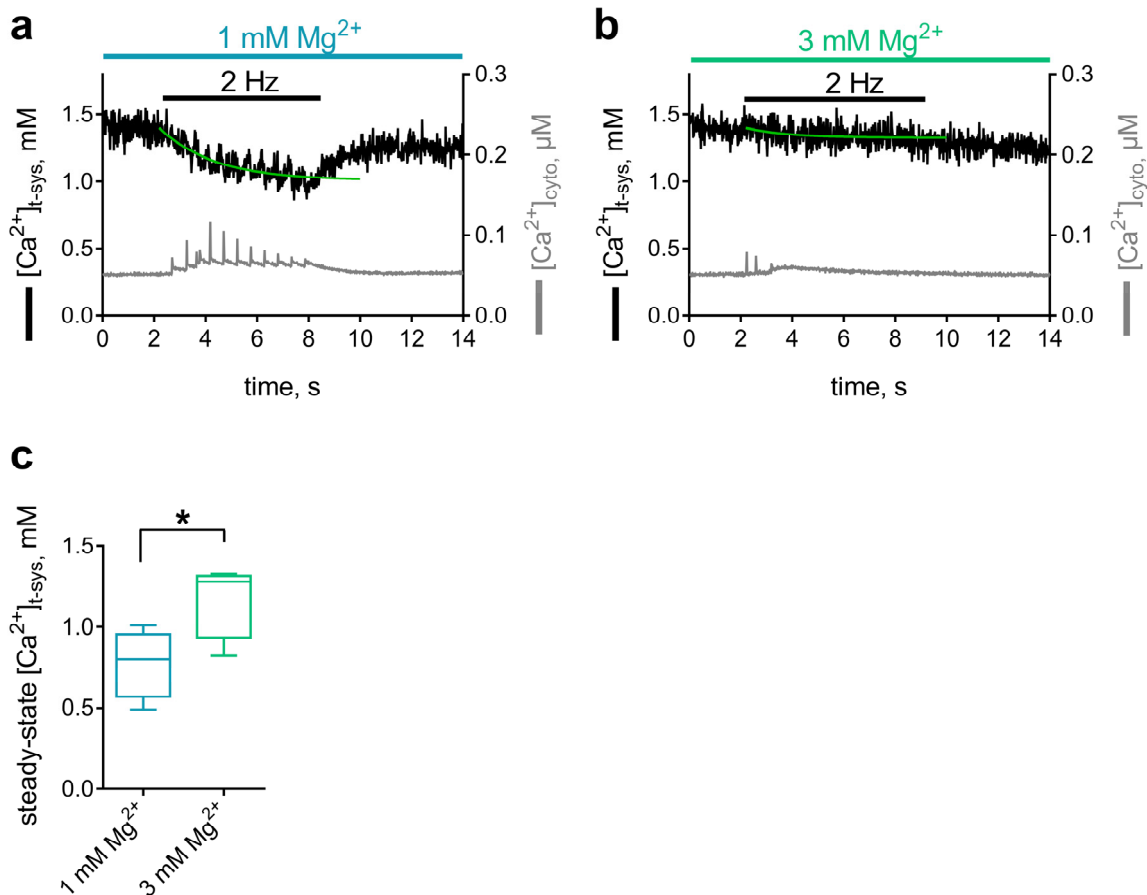 a
1 mM Mg²⁺
2 Hz
[Ca²⁺]t-sys, mM
1.5
1.0
0.5
0.0
0.3
0.2
0.1
0.0
[Ca²⁺]cyto, µM
0 2 4 6 8 10 12 14
time, s
b
3 mM Mg²⁺
2 Hz
[Ca²⁺]t-sys, mM
1.5
1.0
0.5
0.0
0.3
0.2
0.1
0.0
[Ca²⁺]cyto, µM
0 2 4 6 8 10 12 14
time, s
c
steady-state [Ca²⁺]t-sys, mM
1.5
1.0
0.5
0.0
*
1 mM Mg²⁺
3 mM Mg²⁺